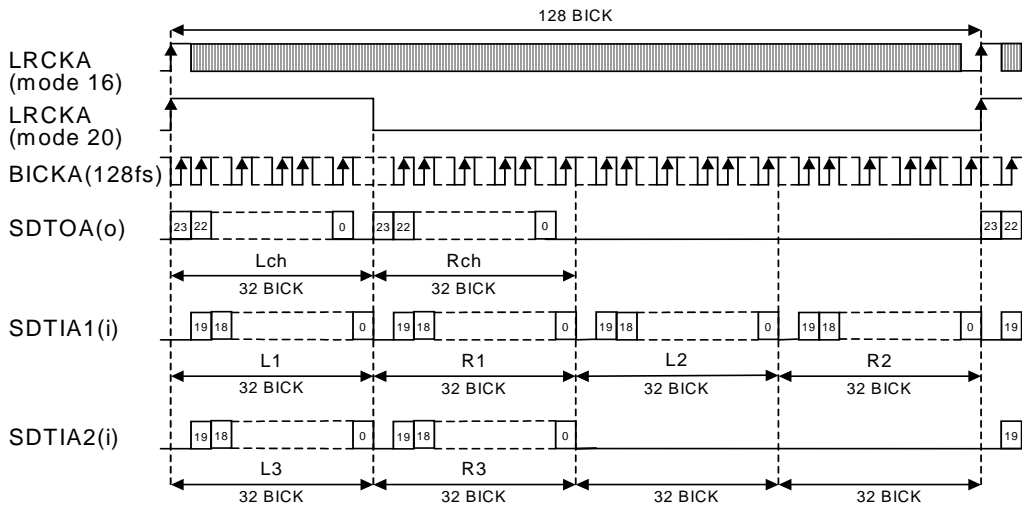 128 BICK
LRCKA
(mode 16)
LRCKA
(mode 20)
BICKA(128fs)
SDTOA(o)
23 22 0 23 22 0 23 22
Lch Rch
32 BICK 32 BICK
SDTIA1(i)
19 18 0 19 18 0 19 18 0 19 18 0 19
L1 R1 L2 R2
32 BICK 32 BICK 32 BICK 32 BICK
SDTIA2(i)
19 18 0 19 18 0 19
L3 R3
32 BICK 32 BICK 32 BICK 32 BICK